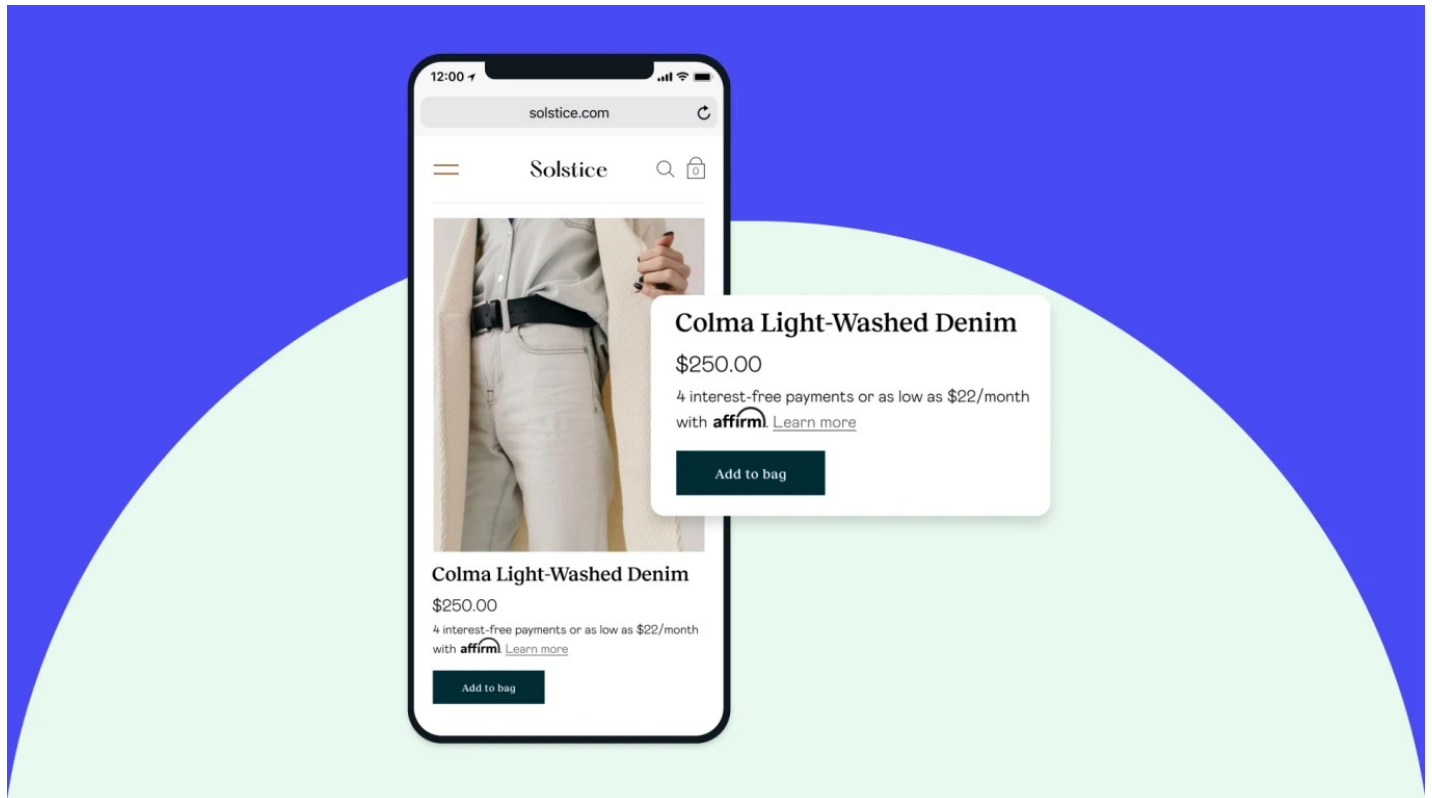 12:00
solstice.com
Solstice
0
Colma Light-Washed Denim
$250.00
4 interest-free payments or as low as $22/month
with affirm. Learn more
Add to bag
Colma Light-Washed Denim
$250.00
4 interest-free payments or as low as $22/month
with affirm. Learn more
Add to bag